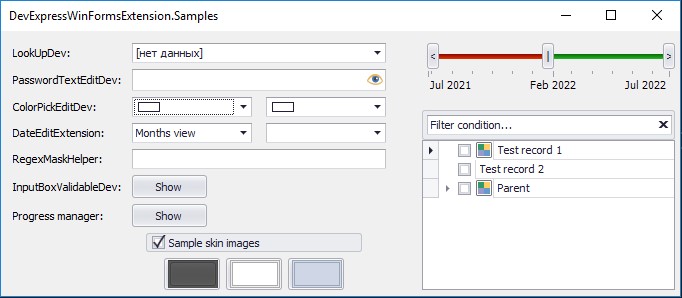 DevExpressWinFormsExtension.Samples
LookUpDev:
[нет данных]
PasswordTextEditDev:
ColorPickEditDev:
DateEditExtension:
Months view
RegexMaskHelper:
InputBoxValidableDev:
Show
Progress manager:
Show
Sample skin images
< | >
Jul 2021 Feb 2022 Jul 2022
Filter condition...
Test record 1
Test record 2
Parent